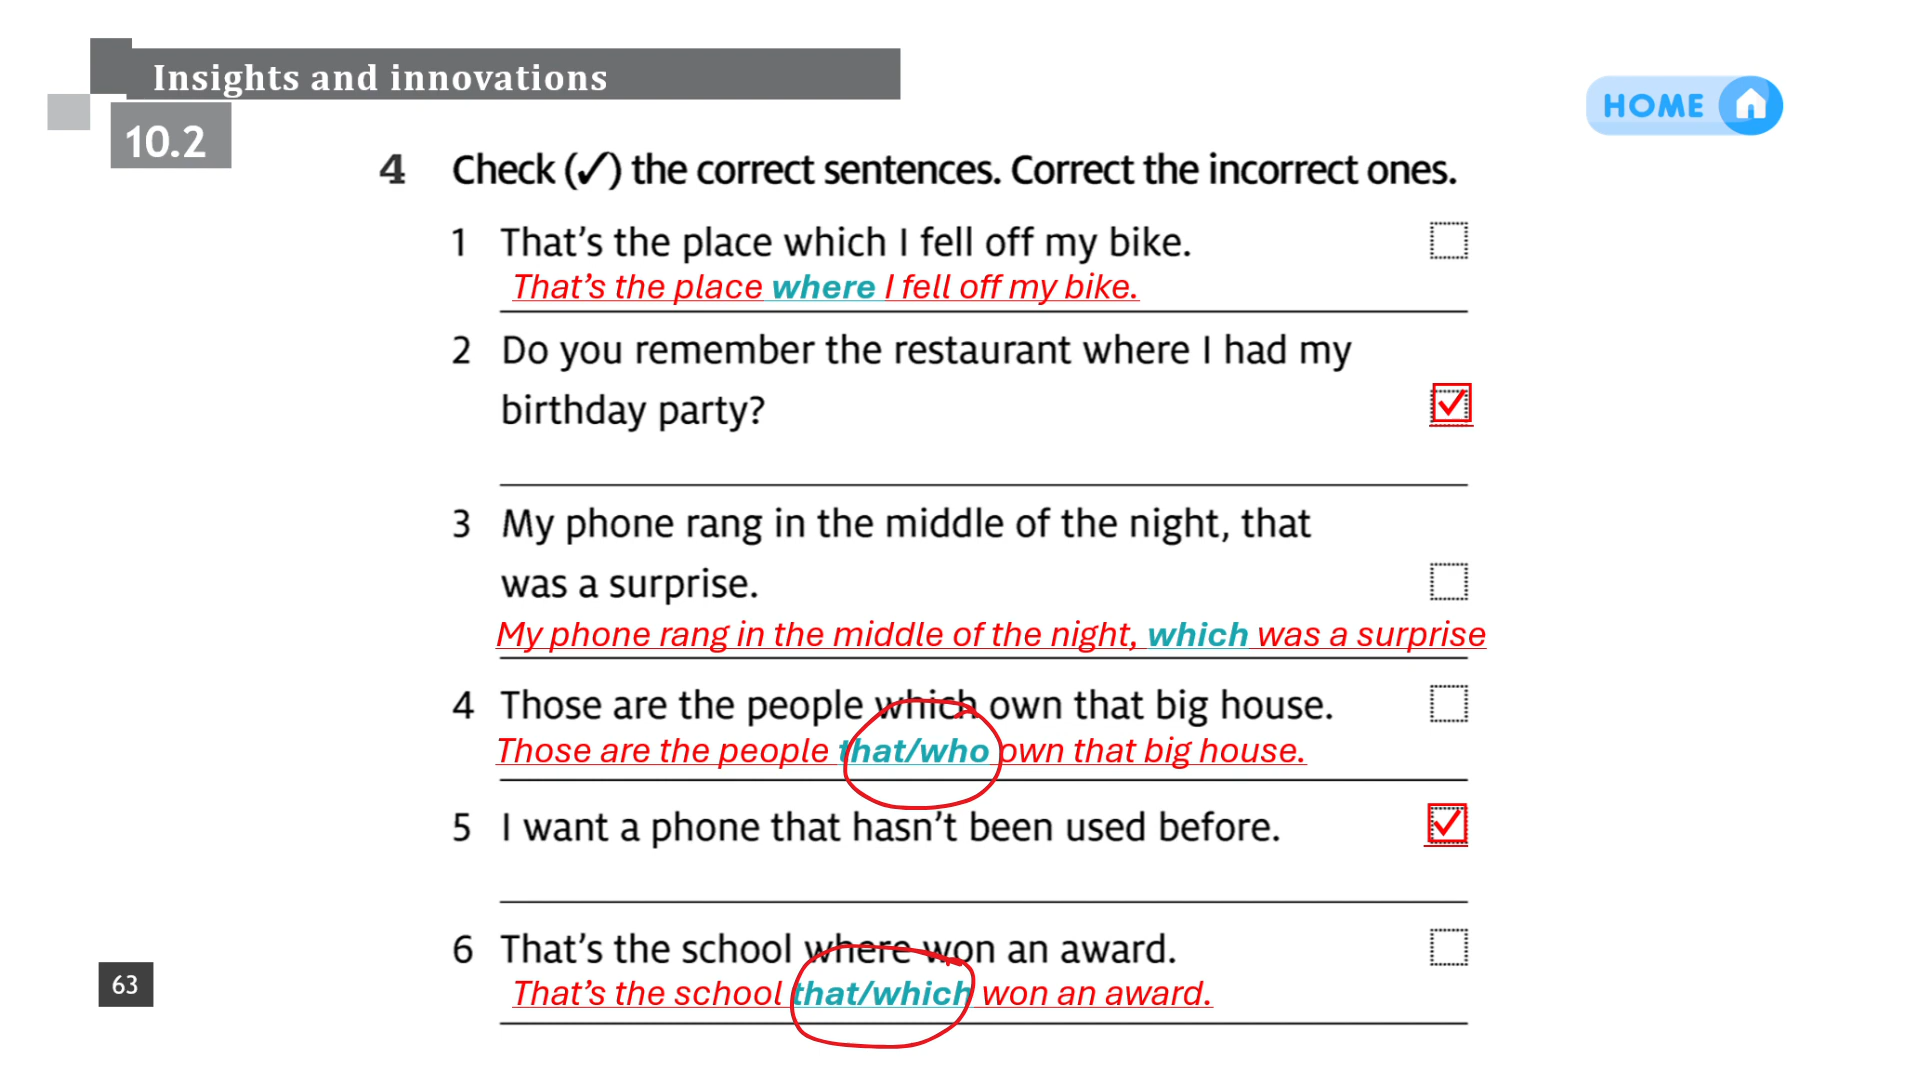 Insights and innovations
HOME
10.2
4 Check (✓) the correct sentences. Correct the incorrect ones.
1 That's the place which I fell off my bike.
That's the place where I fell off my bike.
2 Do you remember the restaurant where I had my
birthday party?
3 My phone rang in the middle of the night, that
was a surprise.
My phone rang in the middle of the night, which was a surprise
4 Those are the people which own that big house.
Those are the people that/who own that big house.
5 I want a phone that hasn't been used before.
6 That's the school where won an award.
That's the school that/which won an award.
63